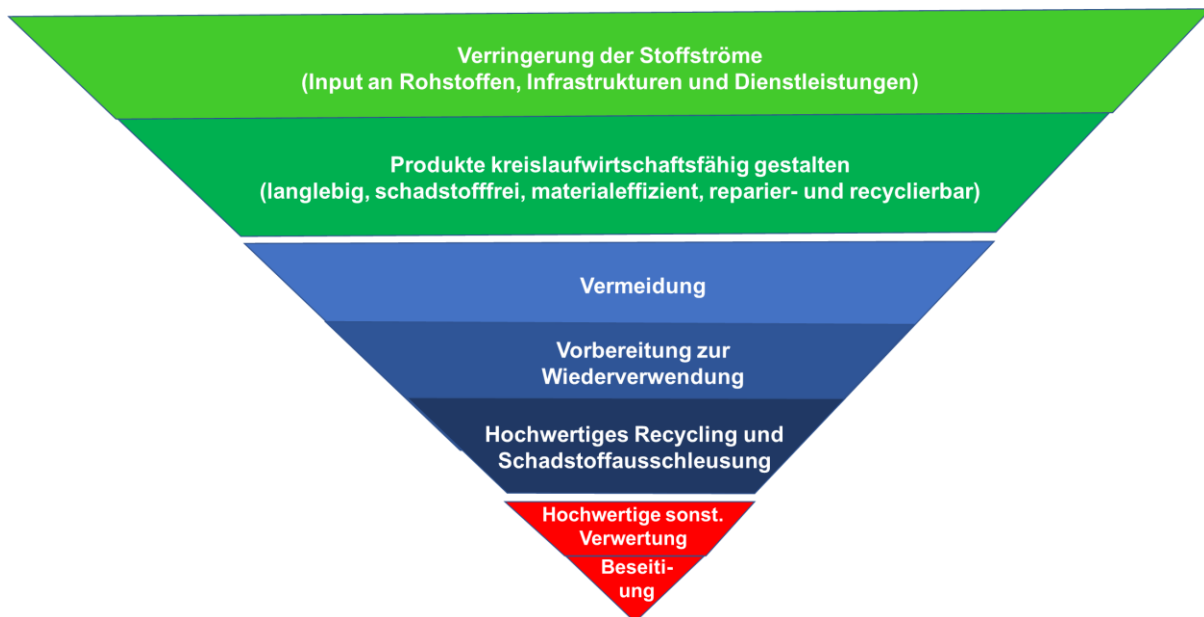 Verringerung der Stoffströme
(Input an Rohstoffen, Infrastrukturen und Dienstleistungen)
Produkte kreislaufwirtschaftsfähig gestalten
(langlebig, schadstofffrei, materialeffizient, reparier- und recyclierbar)
Vermeidung
Vorbereitung zur
Wiederverwendung
Hochwertiges Recycling und
Schadstoffausschleusung
Hochwertige sonst.
Verwertung
Beseiti-
ung